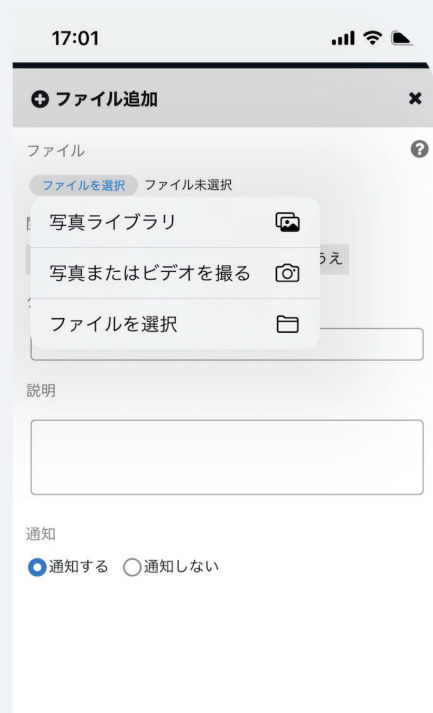 17:01
ファイル追加
ファイル
ファイルを選択 ファイル未選択
写真ライブラリ
写真またはビデオを撮る
ファイルを選択
うえ
説明
通知
通知する 通知しない